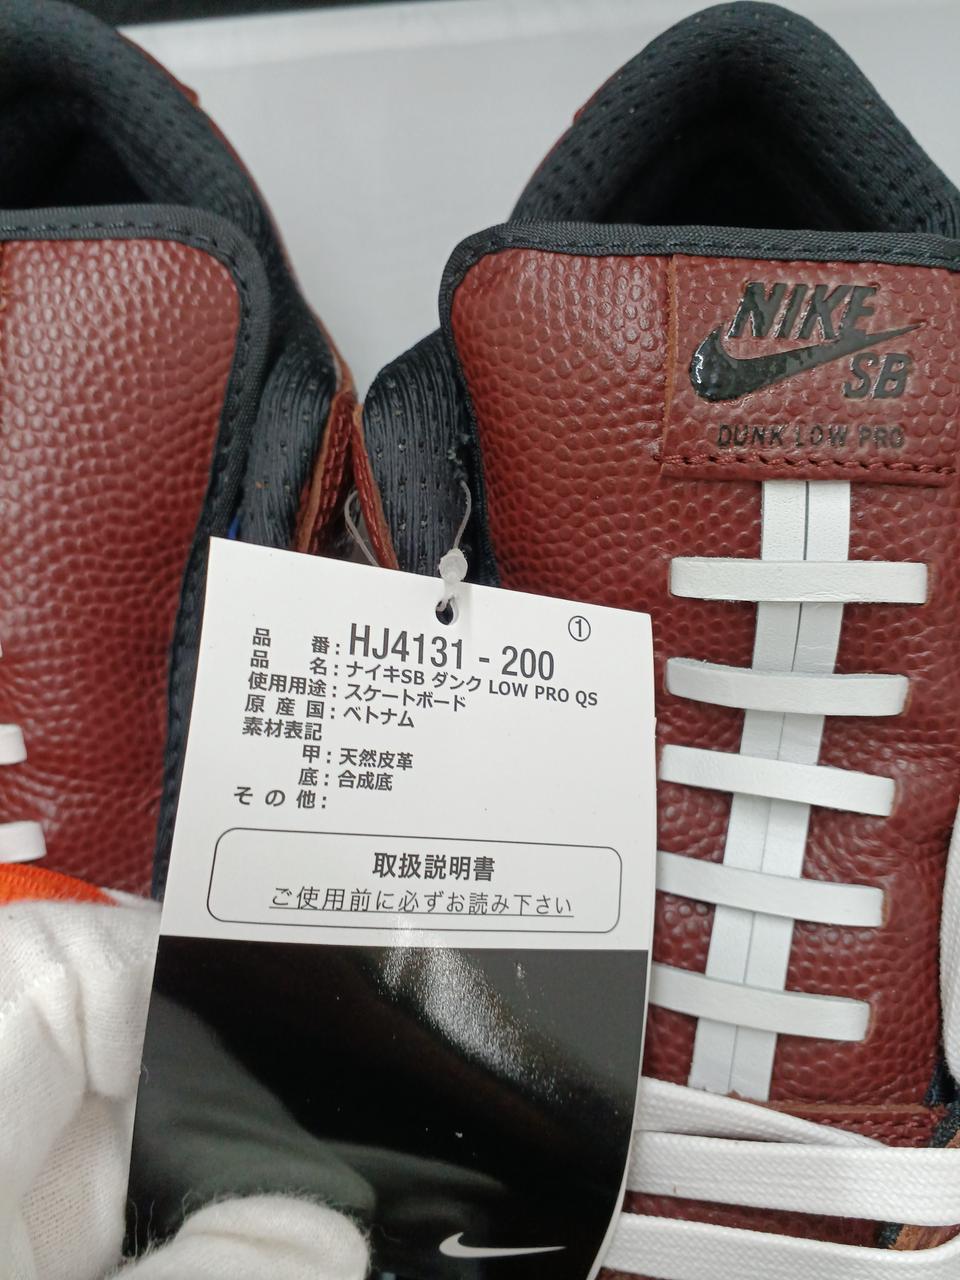 NIKE
SB
DUNK LOW PRO
①
品 番 : HJ4131 - 200
品 名 : ナイキSB ダンク LOW PRO QS
使用用途 : スケートボード
原 産 国 : ベトナム
素材表記
甲 : 天然皮革
底 : 合成底
そ の 他 :
取扱説明書
ご使用前に必ずお読み下さい